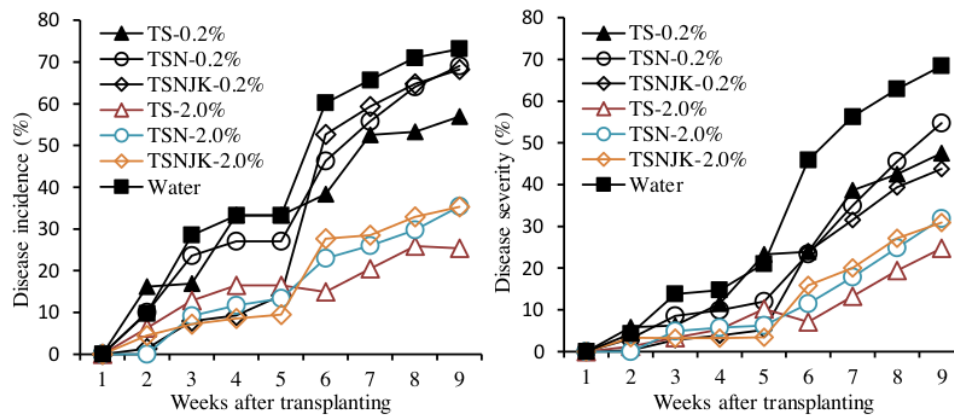 80
70
60
50
40
30
20
10
0
Disease incidence (%)
TS-0.2%
TSN-0.2%
TSNJK-0.2%
TS-2.0%
TSN-2.0%
TSNJK-2.0%
Water
1 2 3 4 5 6 7 8 9
Weeks after transplanting
80
70
60
50
40
30
20
10
0
Disease severity (%)
TS-0.2%
TSN-0.2%
TSNJK-0.2%
TS-2.0%
TSN-2.0%
TSNJK-2.0%
Water
1 2 3 4 5 6 7 8 9
Weeks after transplanting